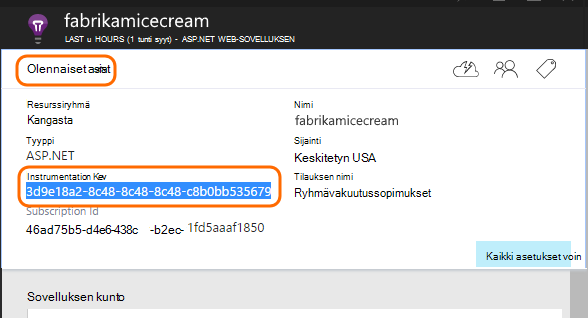 fabrikamicecream
LAST u HOURS (1 tunti syyt) - ASP.NET WEB-SOVELLUKSEN
Olennaiset
Resurssiryhmä
Kangasta
Nimi
fabrikamicecream
Tyyppi
ASP.NET
Sijainti
Keskitetyn USA
Instrumentation Kev
3d9e18a2-8c48-8c48-8c48-c8b0bb535679
Tilauksen nimi
Ryhmävakuutussopimukset
Subscription Id
46ad75b5-d4e6-438c -b2ec- 1fd5aaaf1850
Kaikki asetukset voin
Sovelluksen kunto